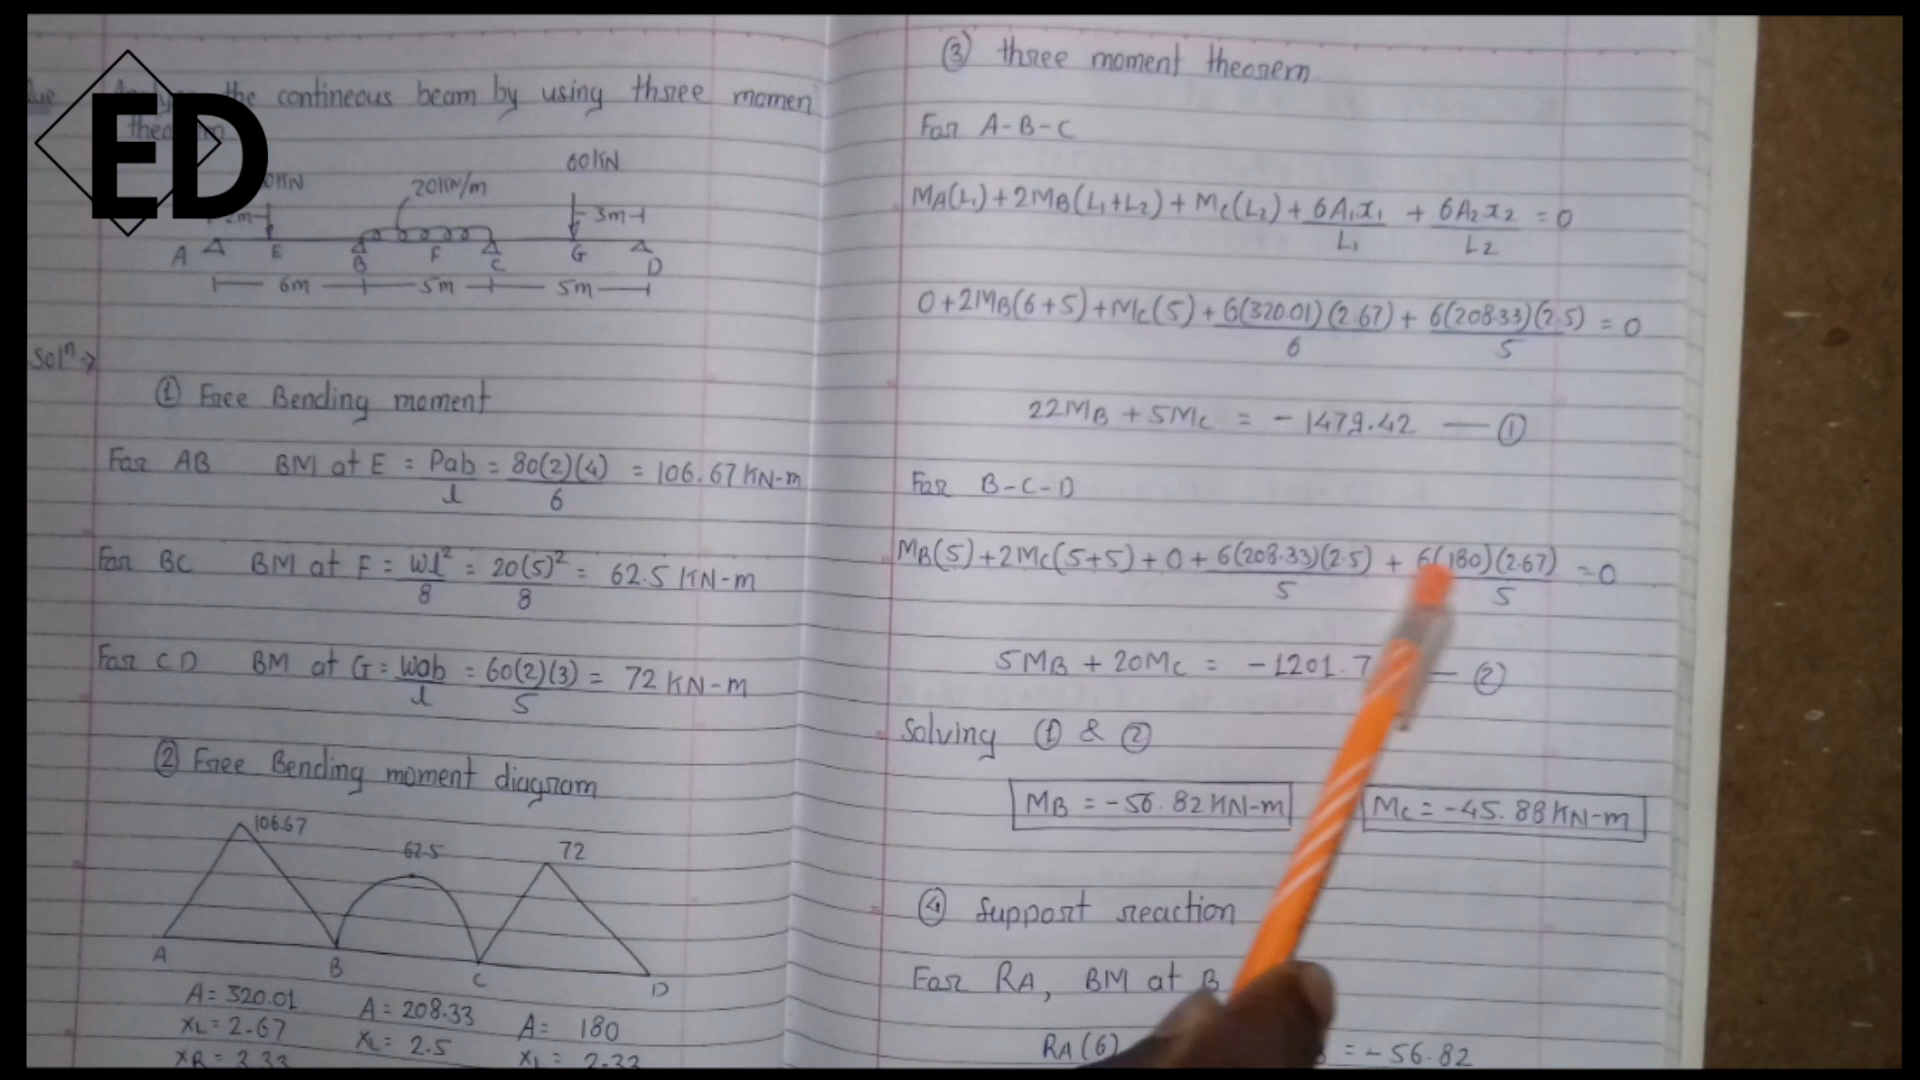 ED
the contineous beam by using three momen
60KN
20KN/m
3m
A E B F C G D
6m 5m 5m
Solⁿ ⇒
① Free Bending moment
For AB BM at E = Pab/l = 80(2)(4)/6 = 106.67 KN-m
For BC BM at F = wl²/8 = 20(5)²/8 = 62.5 KN-m
For CD BM at G = wab/l = 60(2)(3)/5 = 72 KN-m
② Free Bending moment diagram
106.67 62.5 72
A B C D
A = 320.01 A = 208.33 A = 180
XL = 2.67 XL = 2.5 XL = 2.33
XR = 3.33
③ three moment theorem
For A-B-C
MA(L₁) + 2MB(L₁+L₂) + MC(L₂) + 6A₁x₁/L₁ + 6A₂x₂/L₂ = 0
0 + 2MB(6+5) + MC(5) + 6(320.01)(2.67)/6 + 6(208.33)(2.5)/5 = 0
22MB + 5MC = -1479.42 — ①
For B-C-D
MB(5) + 2MC(5+5) + 0 + 6(208.33)(2.5)/5 + 6(180)(2.67)/5 = 0
5MB + 20MC = -1201.7 — ②
Solving ① & ②
MB = -56.82 KN-m MC = -45.88 KN-m
④ Support reaction
For RA, BM at B
RA(6) = -56.82